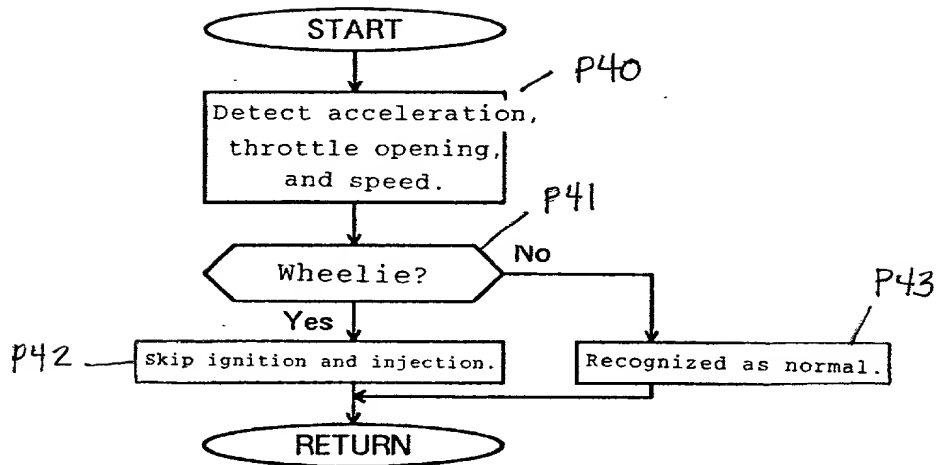 START
P40
Detect acceleration,
throttle opening,
and speed.
P41
Wheelie?
No
Yes
P43
P42
Skip ignition and injection.
Recognized as normal.
RETURN